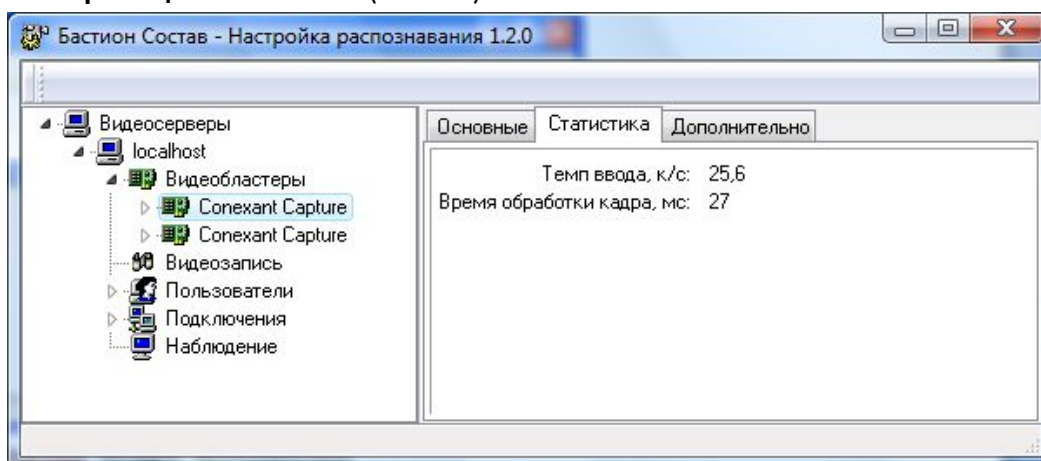 Бастион Состав - Настройка распознавания 1.2.0
Видеосерверы
localhost
Видеобластеры
Conexant Capture
Conexant Capture
Видеозапись
Пользователи
Подключения
Наблюдение
Основные Статистика Дополнительно
Темп ввода, к/с: 25,6
Время обработки кадра, мс: 27